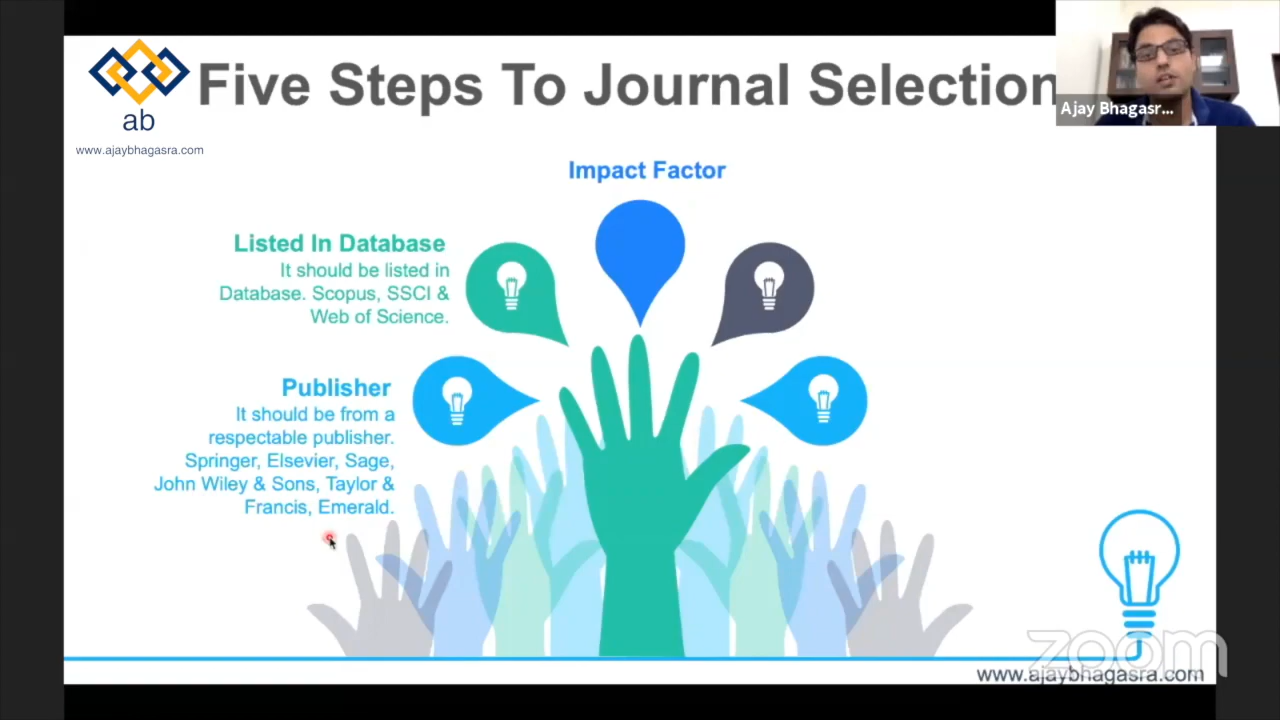 Five Steps To Journal Selection
ab
www.ajaybhagasra.com
Ajay Bhagasr...
Impact Factor
Listed In Database
It should be listed in
Database. Scopus, SSCI &
Web of Science.
Publisher
It should be from a
respectable publisher.
Springer, Elsevier, Sage,
John Wiley & Sons, Taylor &
Francis, Emerald.
zoom
www.ajaybhagasra.com